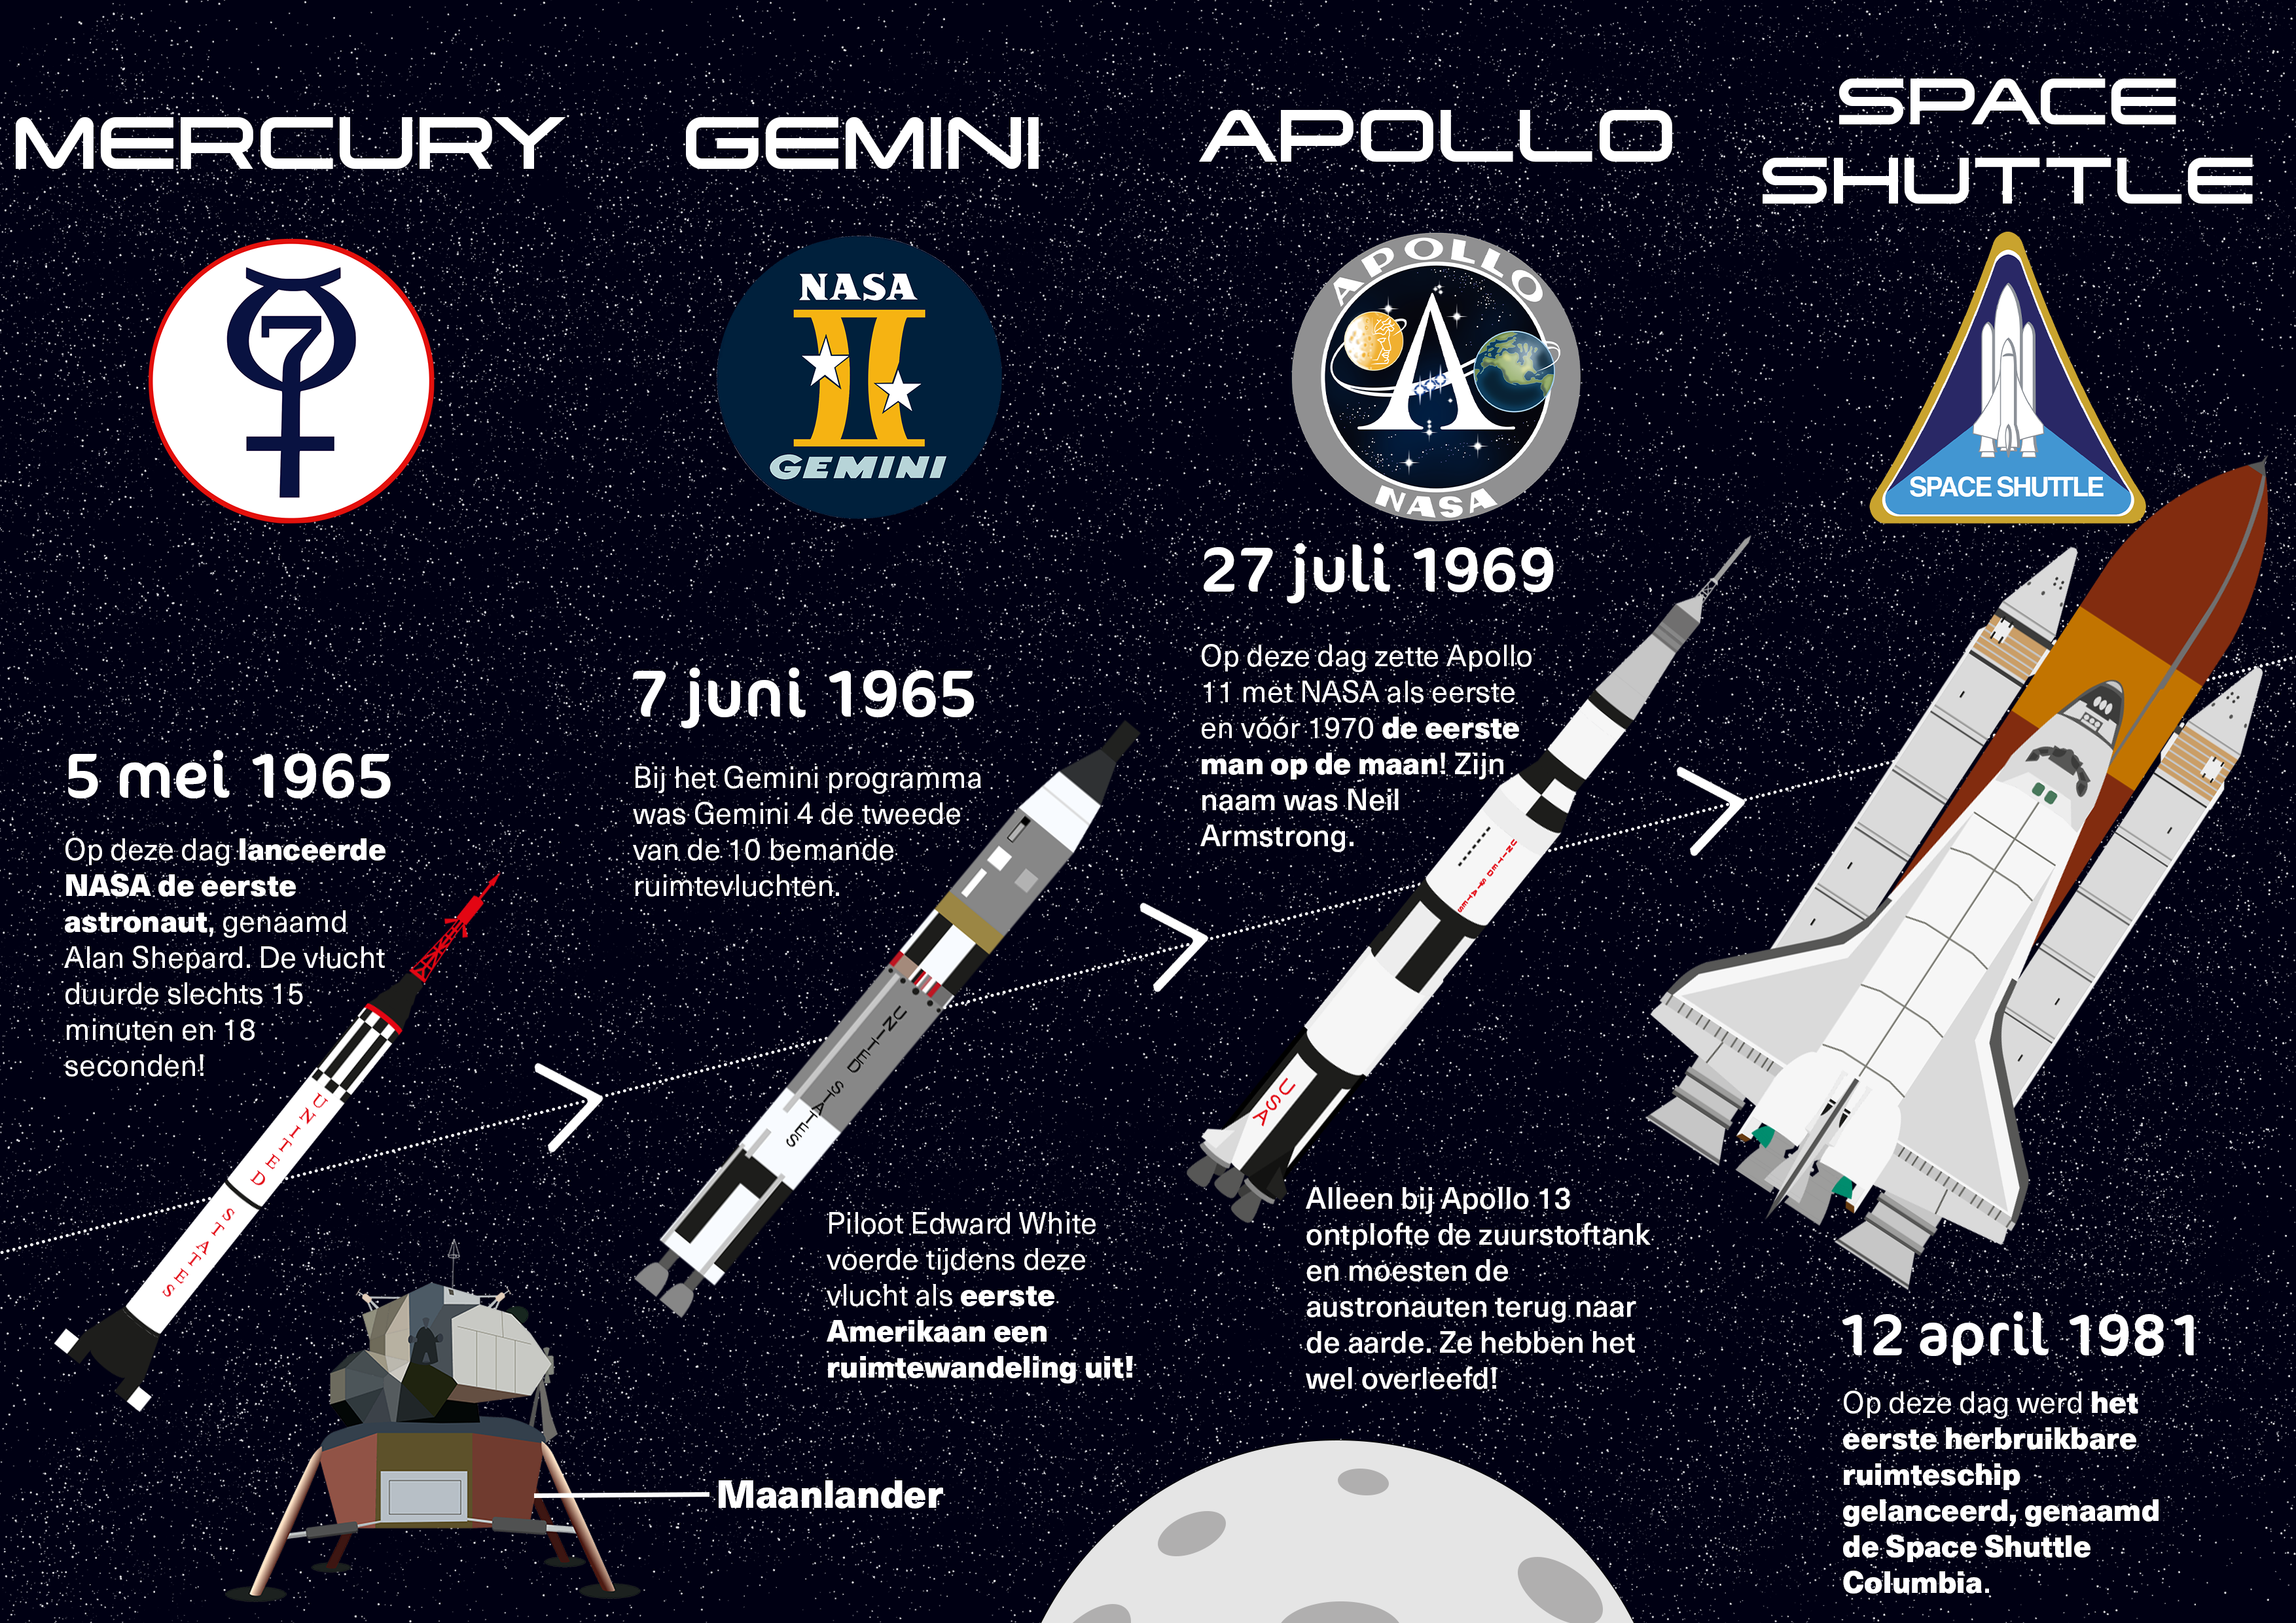 MERCURY
7
5 mei 1965
Op deze dag lanceerde
NASA de eerste
astronaut, genaamd
Alan Shepard. De vlucht
duurde slechts 15
minuten en 18
seconden!
UNITED STATES
Maanlander
GEMINI
NASA
II
GEMINI
7 juni 1965
Bij het Gemini programma
was Gemini 4 de tweede
van de 10 bemande
ruimtevluchten.
UNITED STATES
Piloot Edward White
voerde tijdens deze
vlucht als eerste
Amerikaan een
ruimtewandeling uit!
APOLLO
APOLLO
A
NASA
27 juli 1969
Op deze dag zette Apollo
11 met NASA als eerste
en vóór 1970 de eerste
man op de maan! Zijn
naam was Neil
Armstrong.
UNITED STATES
USA
Alleen bij Apollo 13
ontplofte de zuurstoftank
en moesten de
austronauten terug naar
de aarde. Ze hebben het
wel overleefd!
SPACE
SHUTTLE
SPACE SHUTTLE
12 april 1981
Op deze dag werd het
eerste herbruikbare
ruimteschip
gelanceerd, genaamd
de Space Shuttle
Columbia.